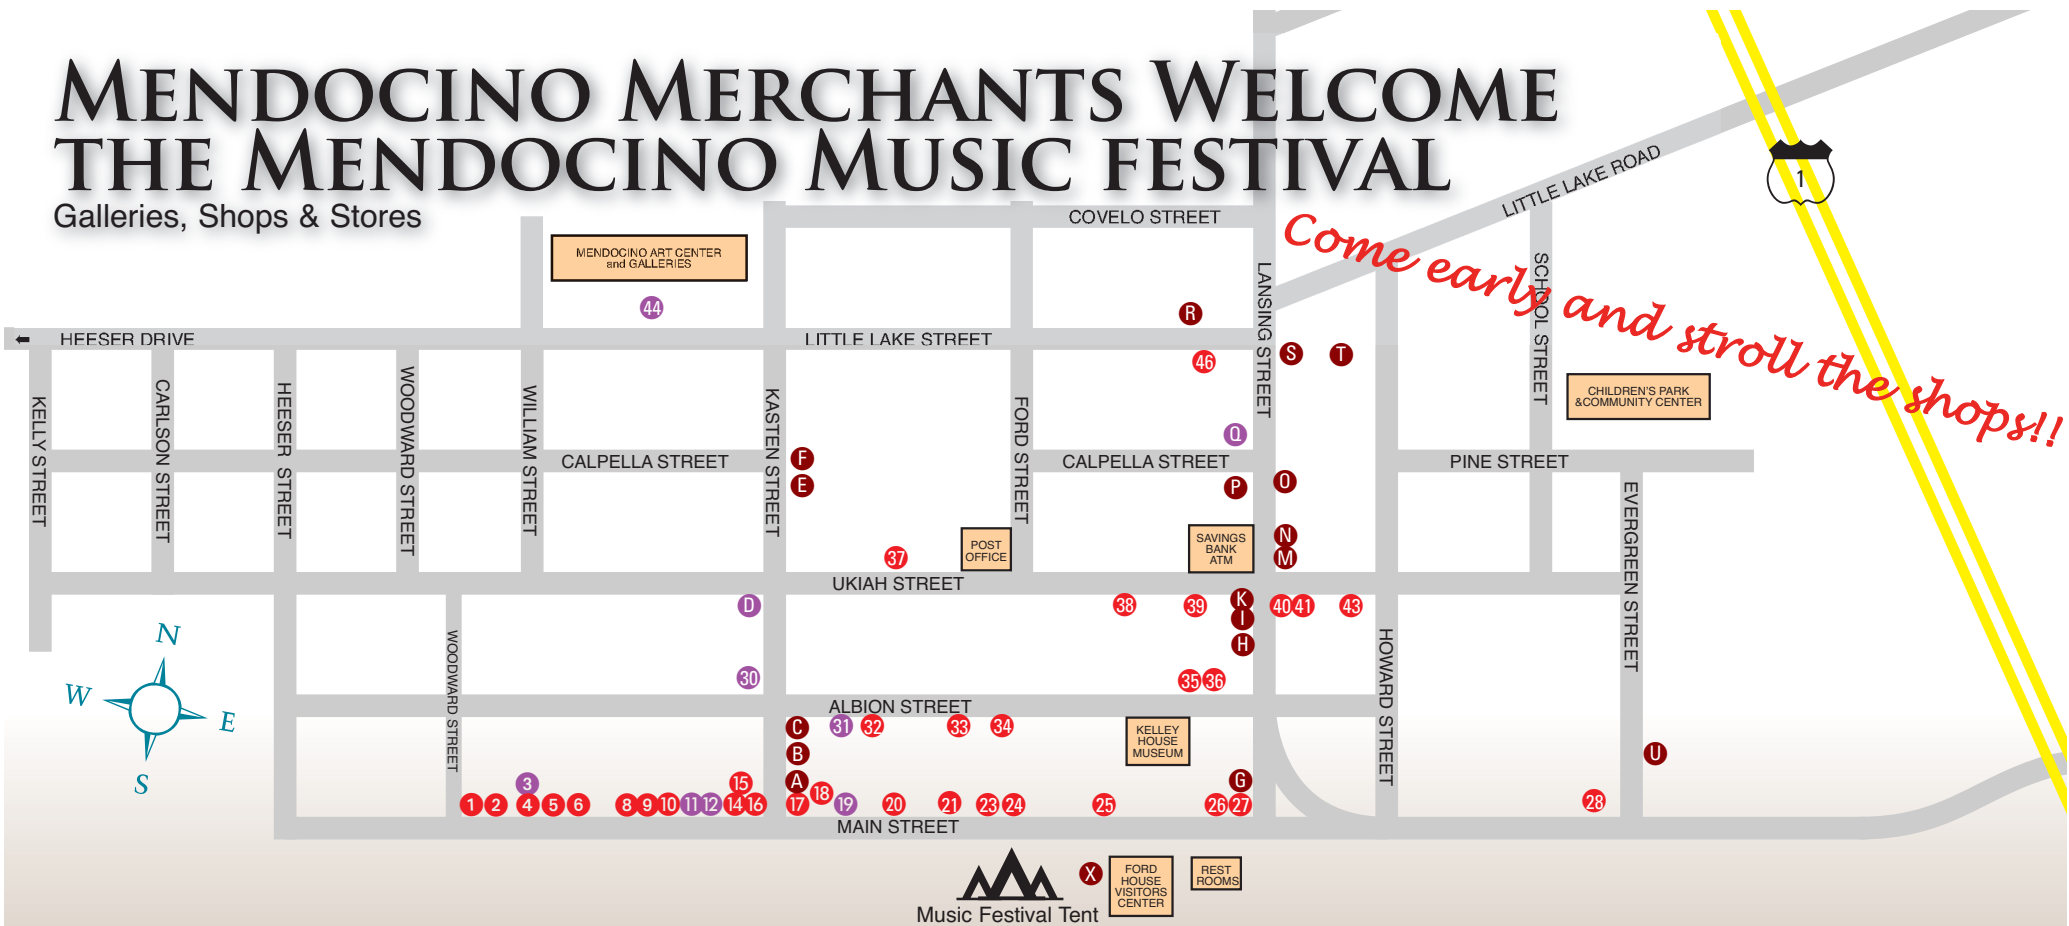 MENDOCINO MERCHANTS WELCOME
THE MENDOCINO MUSIC FESTIVAL
Galleries, Shops & Stores
COVELO STREET
LITTLE LAKE ROAD
1
Come early and stroll the shops!!
MENDOCINO ART CENTER
and GALLERIES
44
R
HEESER DRIVE
LITTLE LAKE STREET
LANSING STREET
SCHOOL STREET
46
S
T
KELLY STREET
CARLSON STREET
HEESER STREET
WOODWARD STREET
WILLIAM STREET
KASTEN STREET
FORD STREET
CHILDREN'S PARK
&COMMUNITY CENTER
Q
CALPELLA STREET
F
CALPELLA STREET
PINE STREET
E
P
O
EVERGREEN STREET
POST
OFFICE
SAVINGS
BANK
ATM
N
M
37
UKIAH STREET
D
38
39
K
I
H
40
41
43
N
W
E
S
WOODWARD STREET
HOWARD STREET
30
35
36
ALBION STREET
C
31
32
33
34
B
KELLEY
HOUSE
MUSEUM
U
3
15
A
18
G
1
2
4
5
6
8
9
10
11
12
14
16
17
19
20
21
23
24
25
26
27
28
MAIN STREET
Music Festival Tent
X
FORD
HOUSE
VISITORS
CENTER
REST
ROOMS